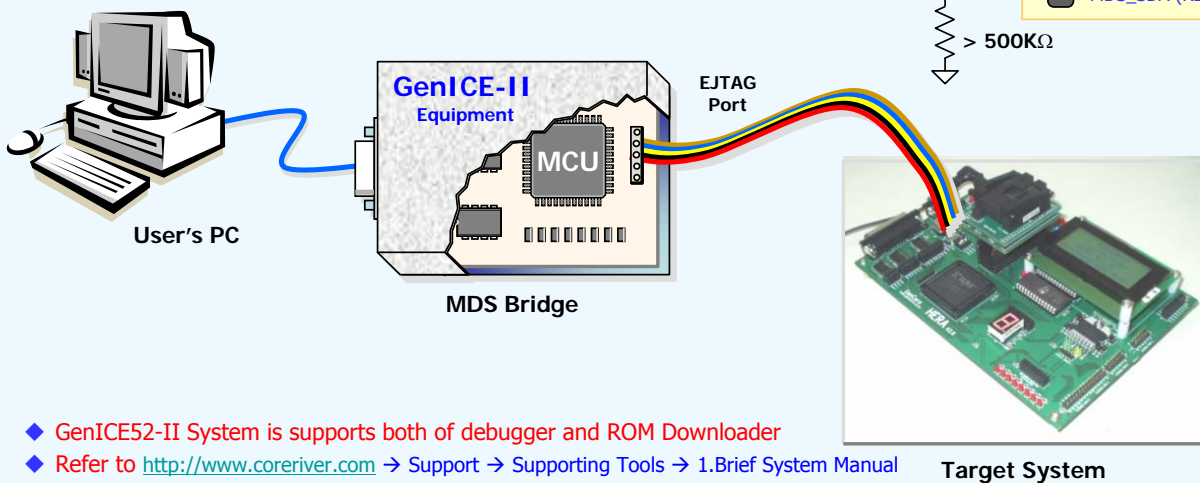 > 500KΩ
GenICE-II
Equipment
EJTAG
Port
MCU
User's PC
MDS Bridge
HERA
◆ GenICE52-II System is supports both of debugger and ROM Downloader
◆ Refer to http://www.coreriver.com → Support → Supporting Tools → 1.Brief System Manual
Target System